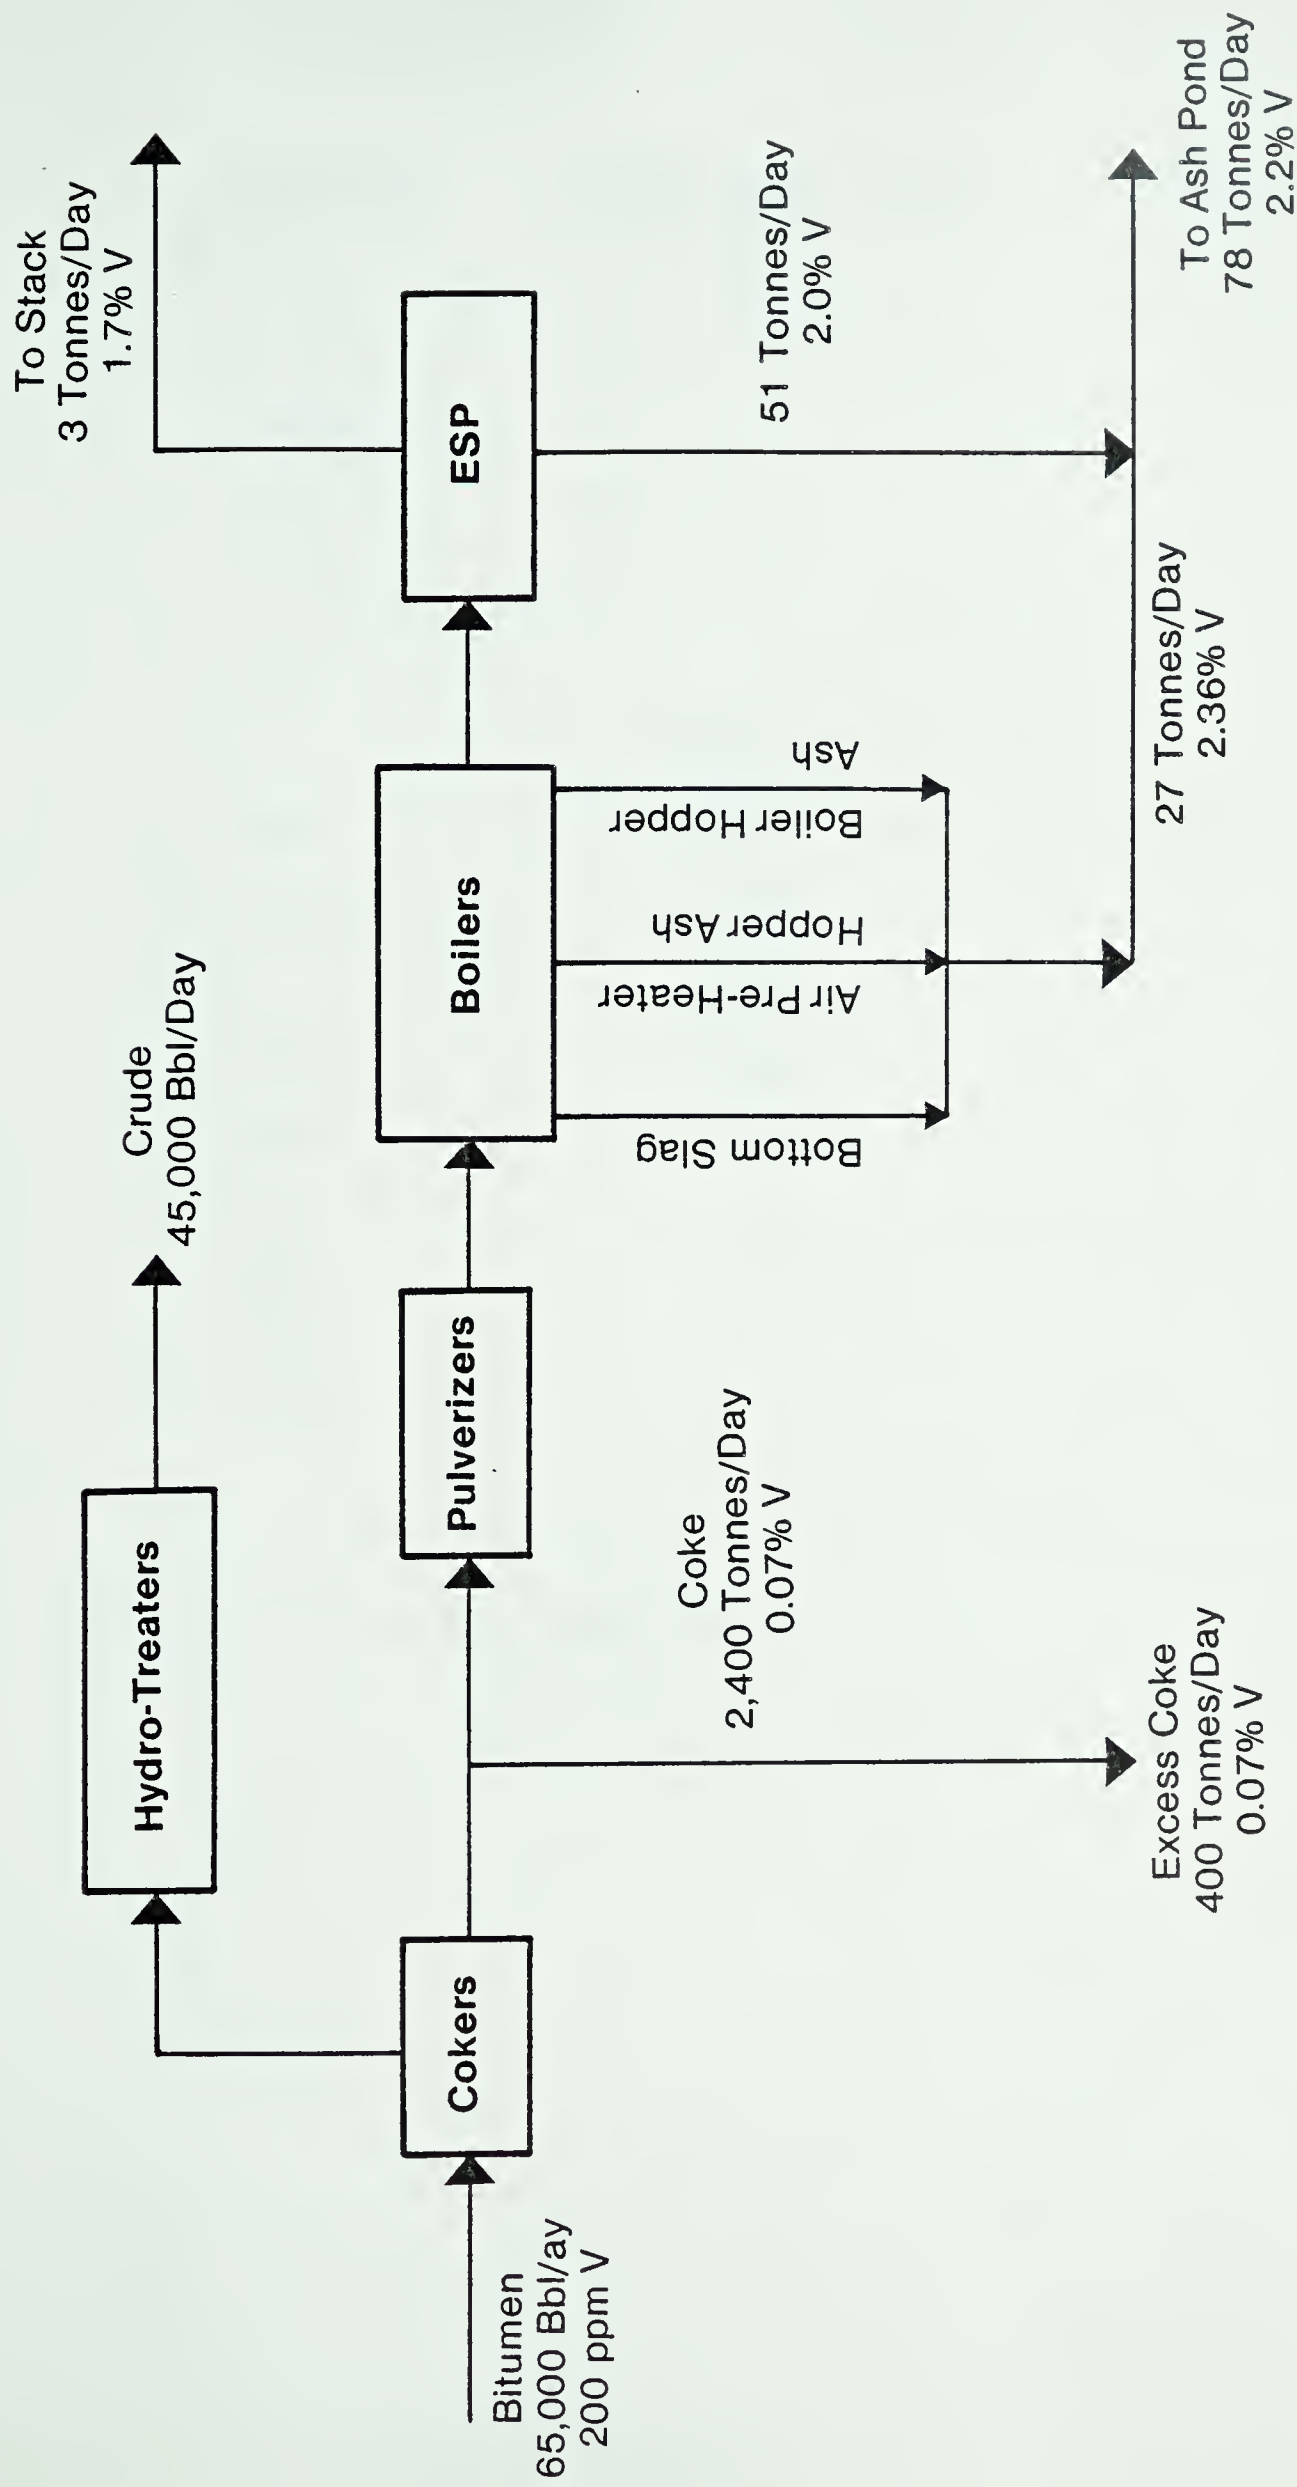 To Stack
3 Tonnes/Day
1.7% V
Crude
45,000 Bbl/Day
Hydro-Treaters
ESP
Boilers
Pulverizers
Cokers
Bitumen
65,000 Bbl/ay
200 ppm V
Coke
2,400 Tonnes/Day
0.07% V
Excess Coke
400 Tonnes/Day
0.07% V
Bottom Slag
Air Pre-Heater
Hopper Ash
Boiler Hopper
Ash
51 Tonnes/Day
2.0% V
27 Tonnes/Day
2.36% V
To Ash Pond
78 Tonnes/Day
2.2% V